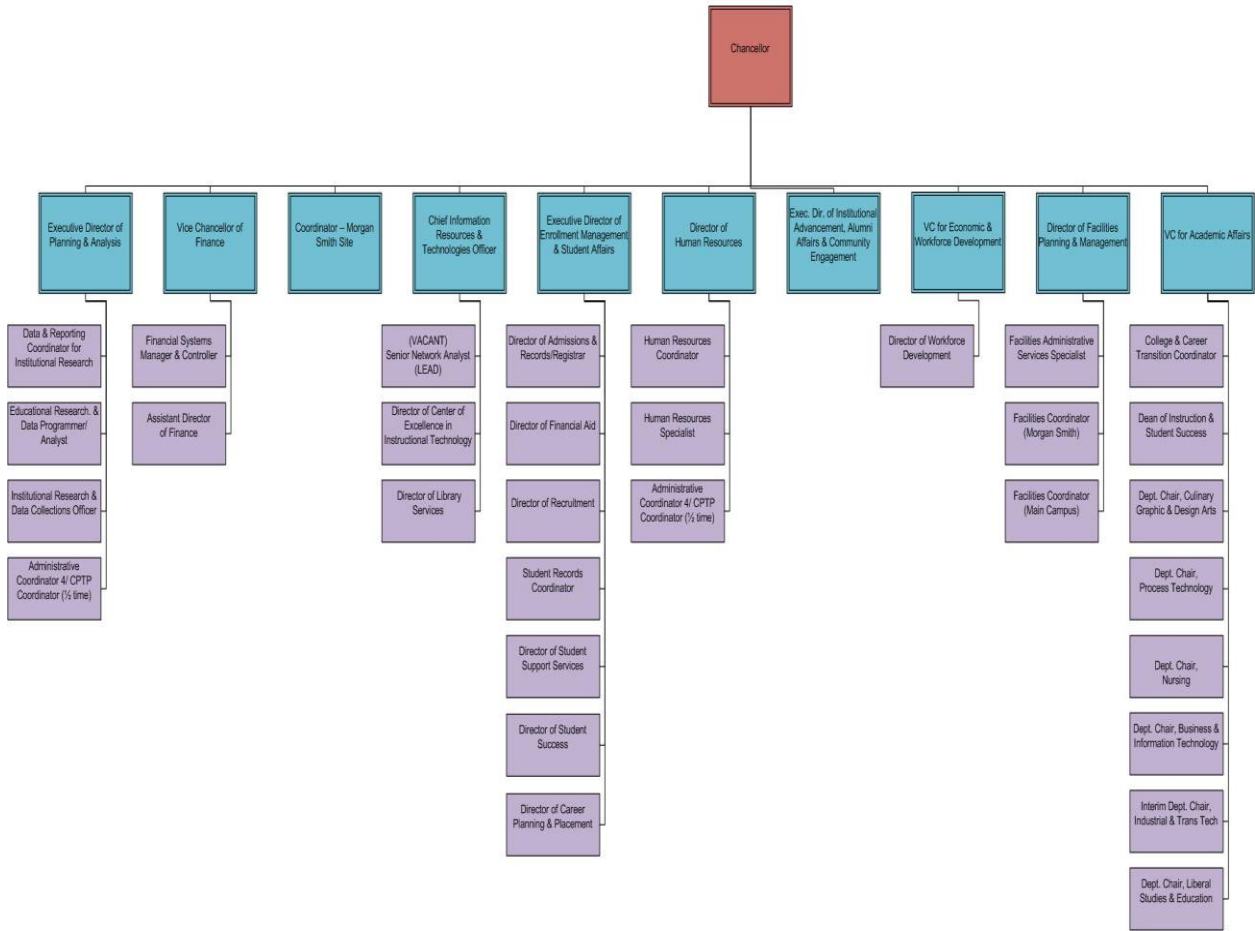 Chancellor
Executive Director of
Planning & Analysis
Vice Chancellor of
Finance
Coordinator – Morgan
Smith Site
Chief Information
Resources &
Technologies Officer
Executive Director of
Enrollment Management
& Student Affairs
Director of
Human Resources
Exec. Dir. of Institutional
Advancement, Alumni
Affairs & Community
Engagement
VC for Economic &
Workforce Development
Director of Facilities
Planning & Management
VC for Academic Affairs
Data & Reporting
Coordinator for
Institutional Research
Educational Research. &
Data Programmer/
Analyst
Institutional Research &
Data Collections Officer
Administrative
Coordinator 4/ CPTP
Coordinator (½ time)
Financial Systems
Manager & Controller
Assistant Director
of Finance
(VACANT)
Senior Network Analyst
(LEAD)
Director of Center of
Excellence in
Instructional Technology
Director of Library
Services
Director of Admissions &
Records/Registrar
Director of Financial Aid
Director of Recruitment
Student Records
Coordinator
Director of Student
Support Services
Director of Student
Success
Director of Career
Planning & Placement
Human Resources
Coordinator
Human Resources
Specialist
Administrative
Coordinator 4/ CPTP
Coordinator (½ time)
Director of Workforce
Development
Facilities Administrative
Services Specialist
Facilities Coordinator
(Morgan Smith)
Facilities Coordinator
(Main Campus)
College & Career
Transition Coordinator
Dean of Instruction &
Student Success
Dept. Chair, Culinary
Graphic & Design Arts
Dept. Chair,
Process Technology
Dept. Chair,
Nursing
Dept. Chair, Business &
Information Technology
Interim Dept. Chair,
Industrial & Trans Tech
Dept. Chair, Liberal
Studies & Education